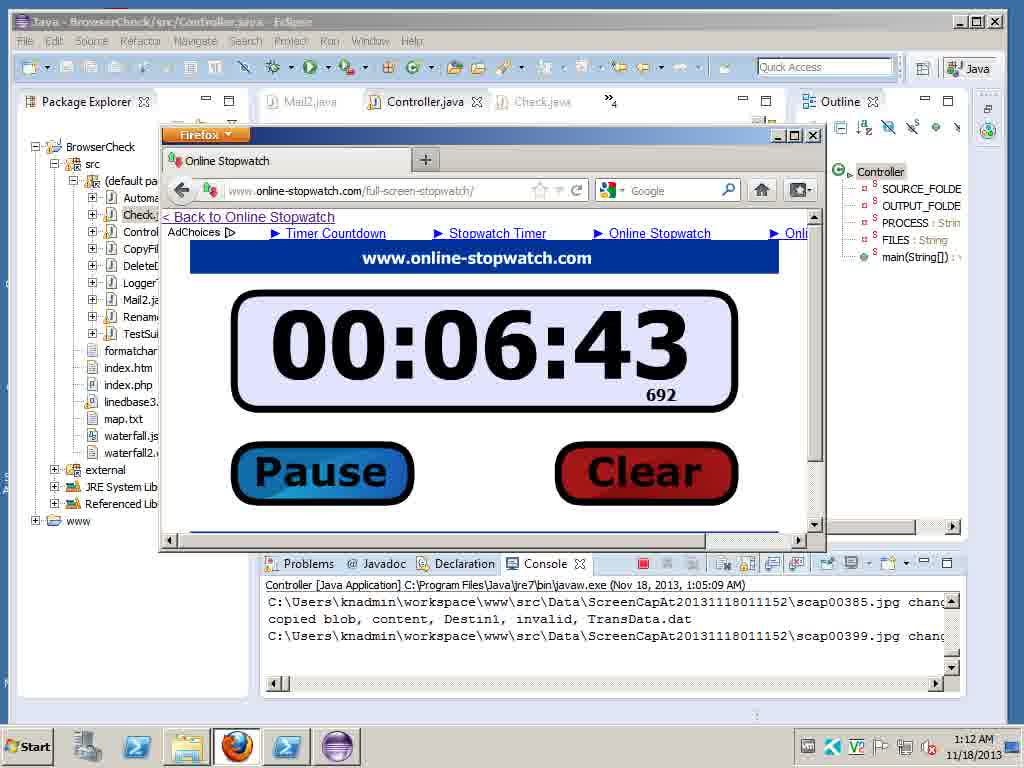 Java - BrowserCheck/src/Controller.java - Eclipse
File Edit Source Refactor Navigate Search Project Run Window Help
Quick Access
Java
Package Explorer
Mail2.java
Controller.java
Check.java
4
Outline
BrowserCheck
src
(default pa
Automa
Check.j
Control
CopyFil
DeleteD
Logger
Mail2.ja
Renam
TestSui
formatchar
index.htm
index.php
linedbase3.
map.txt
waterfall.js
waterfall2.
external
JRE System Lib
Referenced Lib
www
Firefox
Online Stopwatch
www.online-stopwatch.com/full-screen-stopwatch/
Google
< Back to Online Stopwatch
AdChoices
Timer Countdown
Stopwatch Timer
Online Stopwatch
Onli
www.online-stopwatch.com
00:06:43
692
Pause
Clear
Controller
SOURCE_FOLDE
OUTPUT_FOLDE
PROCESS : Strin
FILES : String
main(String[]) :
Problems
@ Javadoc
Declaration
Console
Controller [Java Application] C:\Program Files\Java\jre7\bin\javaw.exe (Nov 18, 2013, 1:05:09 AM)
C:\Users\knadmin\workspace\www\src\Data\ScreenCapAt20131118011152\scap00385.jpg chang
copied blob, content, Destin1, invalid, TransData.dat
C:\Users\knadmin\workspace\www\src\Data\ScreenCapAt20131118011152\scap00399.jpg chang
Start
1:12 AM
11/18/2013